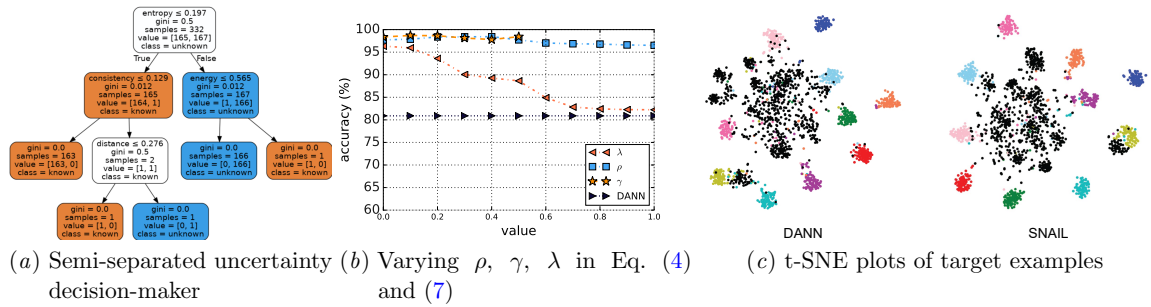 entropy ≤ 0.197
gini = 0.5
samples = 332
value = [165, 167]
class = unknown
True
False
consistency ≤ 0.129
gini = 0.012
samples = 165
value = [164, 1]
class = known
energy ≤ 0.565
gini = 0.012
samples = 167
value = [1, 166]
class = unknown
gini = 0.0
samples = 163
value = [163, 0]
class = known
distance ≤ 0.276
gini = 0.5
samples = 2
value = [1, 1]
class = known
gini = 0.0
samples = 166
value = [0, 166]
class = unknown
gini = 0.0
samples = 1
value = [1, 0]
class = known
gini = 0.0
samples = 1
value = [1, 0]
class = known
gini = 0.0
samples = 1
value = [0, 1]
class = unknown
accuracy (%)
100
95
90
85
80
75
70
65
60
0.0 0.2 0.4 0.6 0.8 1.0
value
λ
ρ
γ
DANN
DANN
SNAIL
(a) Semi-separated uncertainty
decision-maker
(b) Varying ρ, γ, λ in Eq. (4)
and (7)
(c) t-SNE plots of target examples